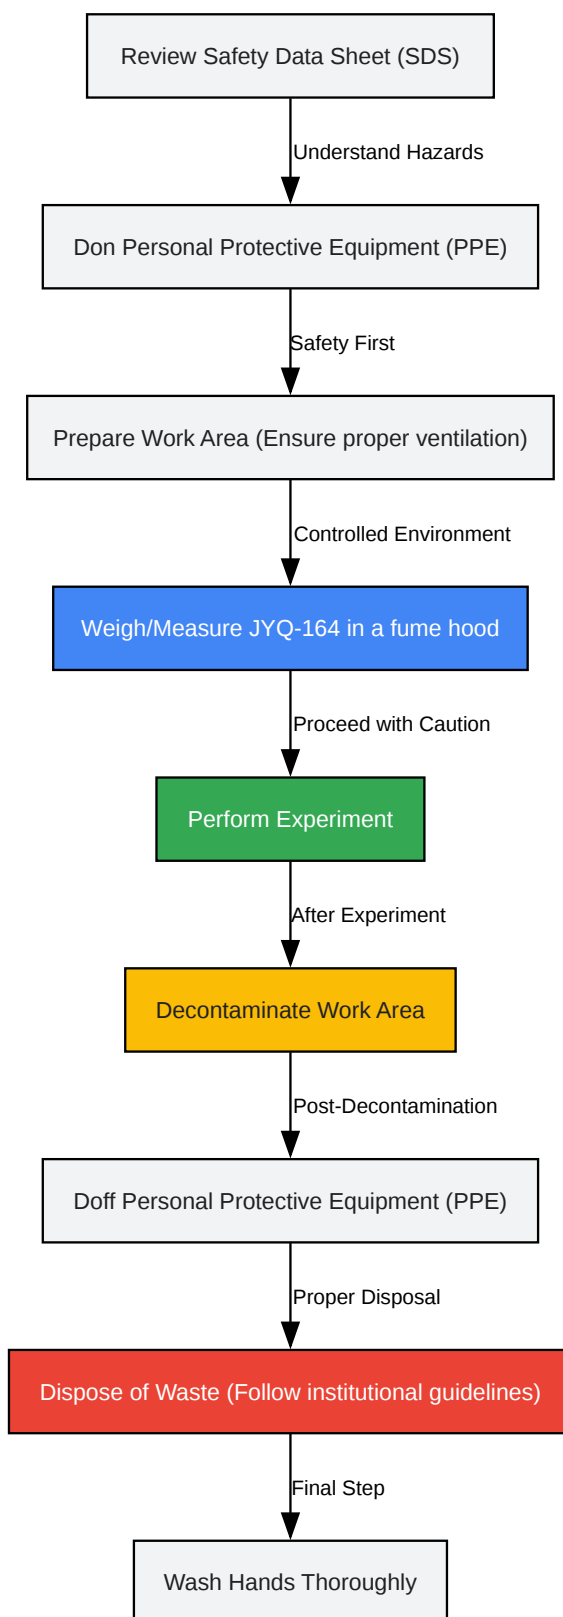 Review Safety Data Sheet (SDS)
Understand Hazards
Don Personal Protective Equipment (PPE)
Safety First
Prepare Work Area (Ensure proper ventilation)
Controlled Environment
Weigh/Measure JYQ-164 in a fume hood
Proceed with Caution
Perform Experiment
After Experiment
Decontaminate Work Area
Post-Decontamination
Doff Personal Protective Equipment (PPE)
Proper Disposal
Dispose of Waste (Follow institutional guidelines)
Final Step
Wash Hands Thoroughly